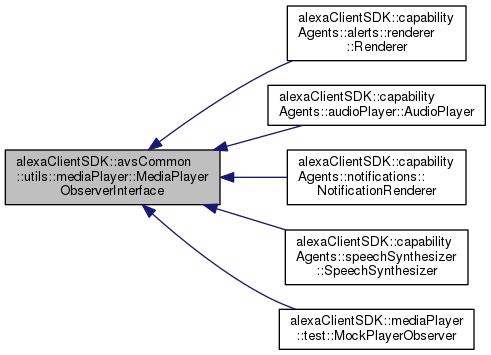 alexaClientSDK::capability
Agents::alerts::renderer
::Renderer
alexaClientSDK::capability
Agents::audioPlayer::AudioPlayer
alexaClientSDK::avsCommon
::utils::mediaPlayer::MediaPlayer
ObserverInterface
alexaClientSDK::capability
Agents::notifications::
NotificationRenderer
alexaClientSDK::capability
Agents::speechSynthesizer
::SpeechSynthesizer
alexaClientSDK::mediaPlayer
::test::MockPlayerObserver